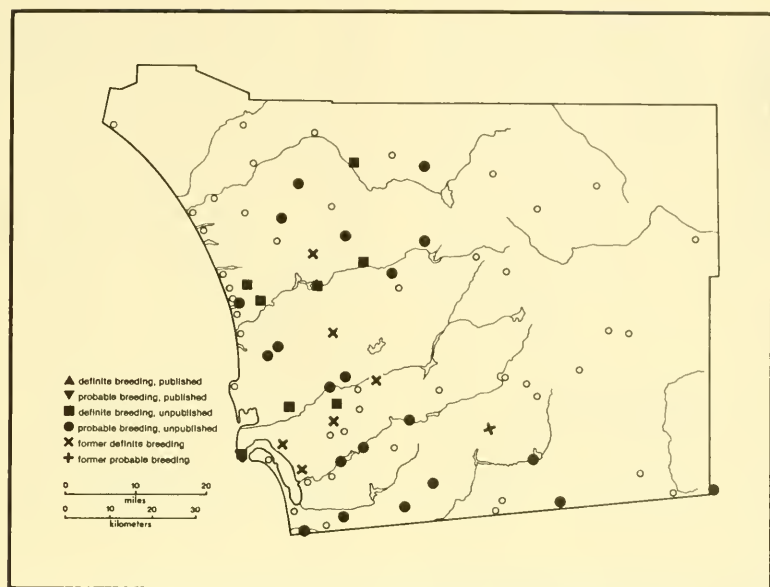 definite breeding, published
probable breeding, published
definite breeding, unpublished
probable breeding, unpublished
former definite breeding
former probable breeding
0 10 20
miles
0 10 20 30
kilometers